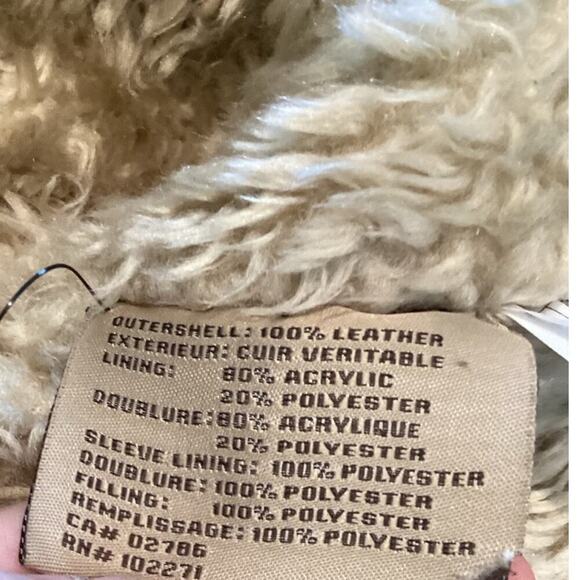 OUTERSHELL: 100% LEATHER
EXTERIEUR: CUIR VERITABLE
LINING: 80% ACRYLIC
20% POLYESTER
DOUBLURE: 80% ACRYLIQUE
20% POLYESTER
SLEEVE LINING: 100% POLYESTER
DOUBLURE: 100% POLYESTER
FILLING: 100% POLYESTER
REMPLISSAGE: 100% POLYESTER
CA# 02786
RN# 102271